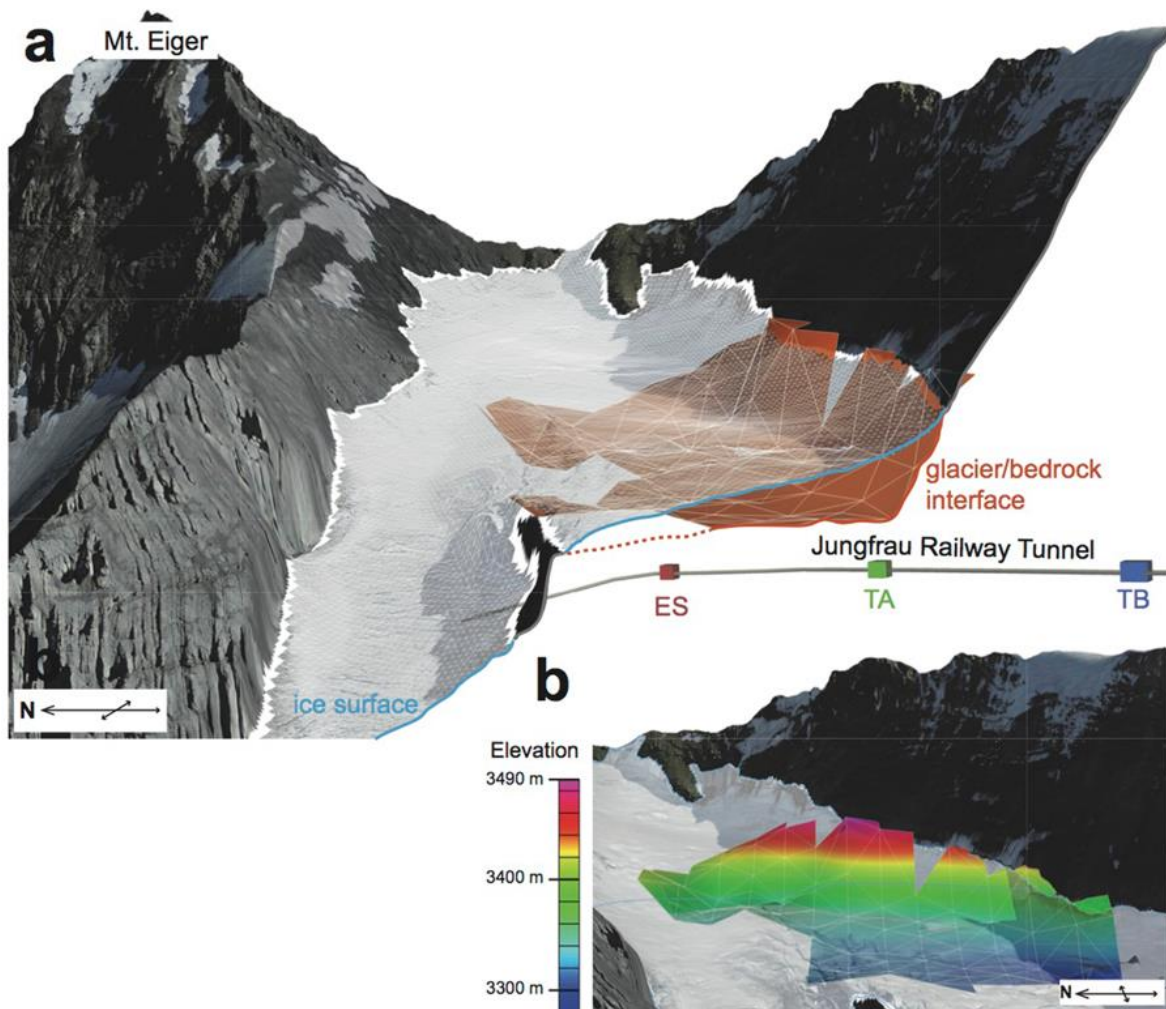 a
Mt. Eiger
glacier/bedrock
interface
Jungfrau Railway Tunnel
ES
TA
TB
N
ice surface
b
Elevation
3490 m
3400 m
3300 m
N